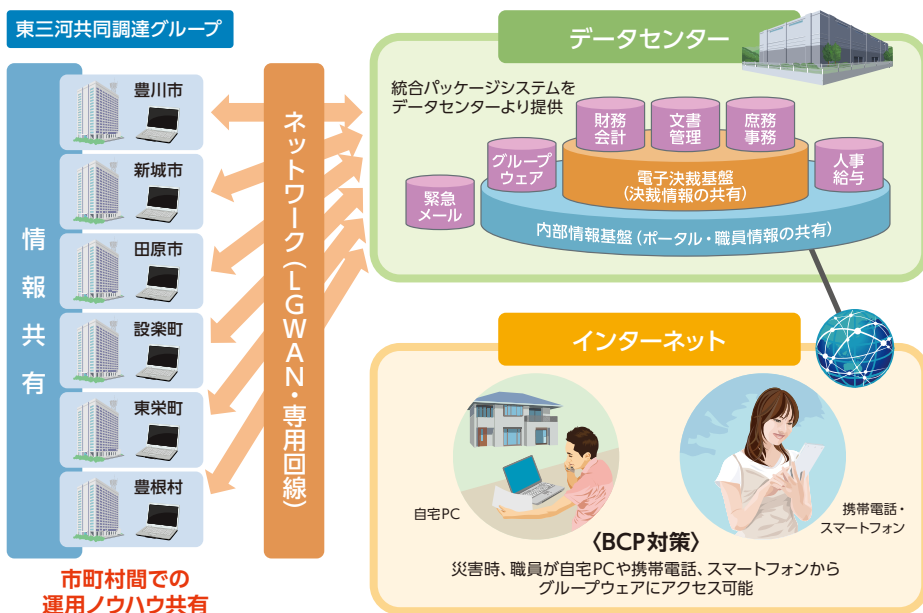 東三河共同調達グループ
情報共有
豊川市
新城市
田原市
設楽町
東栄町
豊根村
市町村間での
運用ノウハウ共有
ネットワーク(LGWAN・専用回線)
データセンター
統合パッケージシステムを
データセンターより提供
財務
会計
文書
管理
庶務
事務
グループ
ウェア
人事
給与
緊急
メール
電子決裁基盤
(決裁情報の共有)
内部情報基盤(ポータル・職員情報の共有)
インターネット
自宅PC
携帯電話・
スマートフォン
〈BCP対策〉
災害時、職員が自宅PCや携帯電話、スマートフォンから
グループウェアにアクセス可能